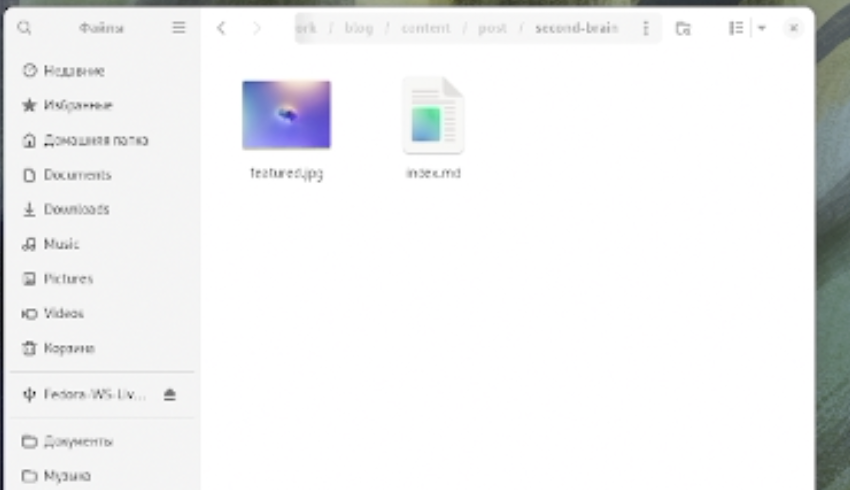 Файлы
ork / blog / content / post / second-brain
Недавние
Избранные
Домашняя папка
Documents
Downloads
Music
Pictures
Videos
Корзина
Fedora-WS-Liv...
Документы
Музыка
featured.jpg
index.md